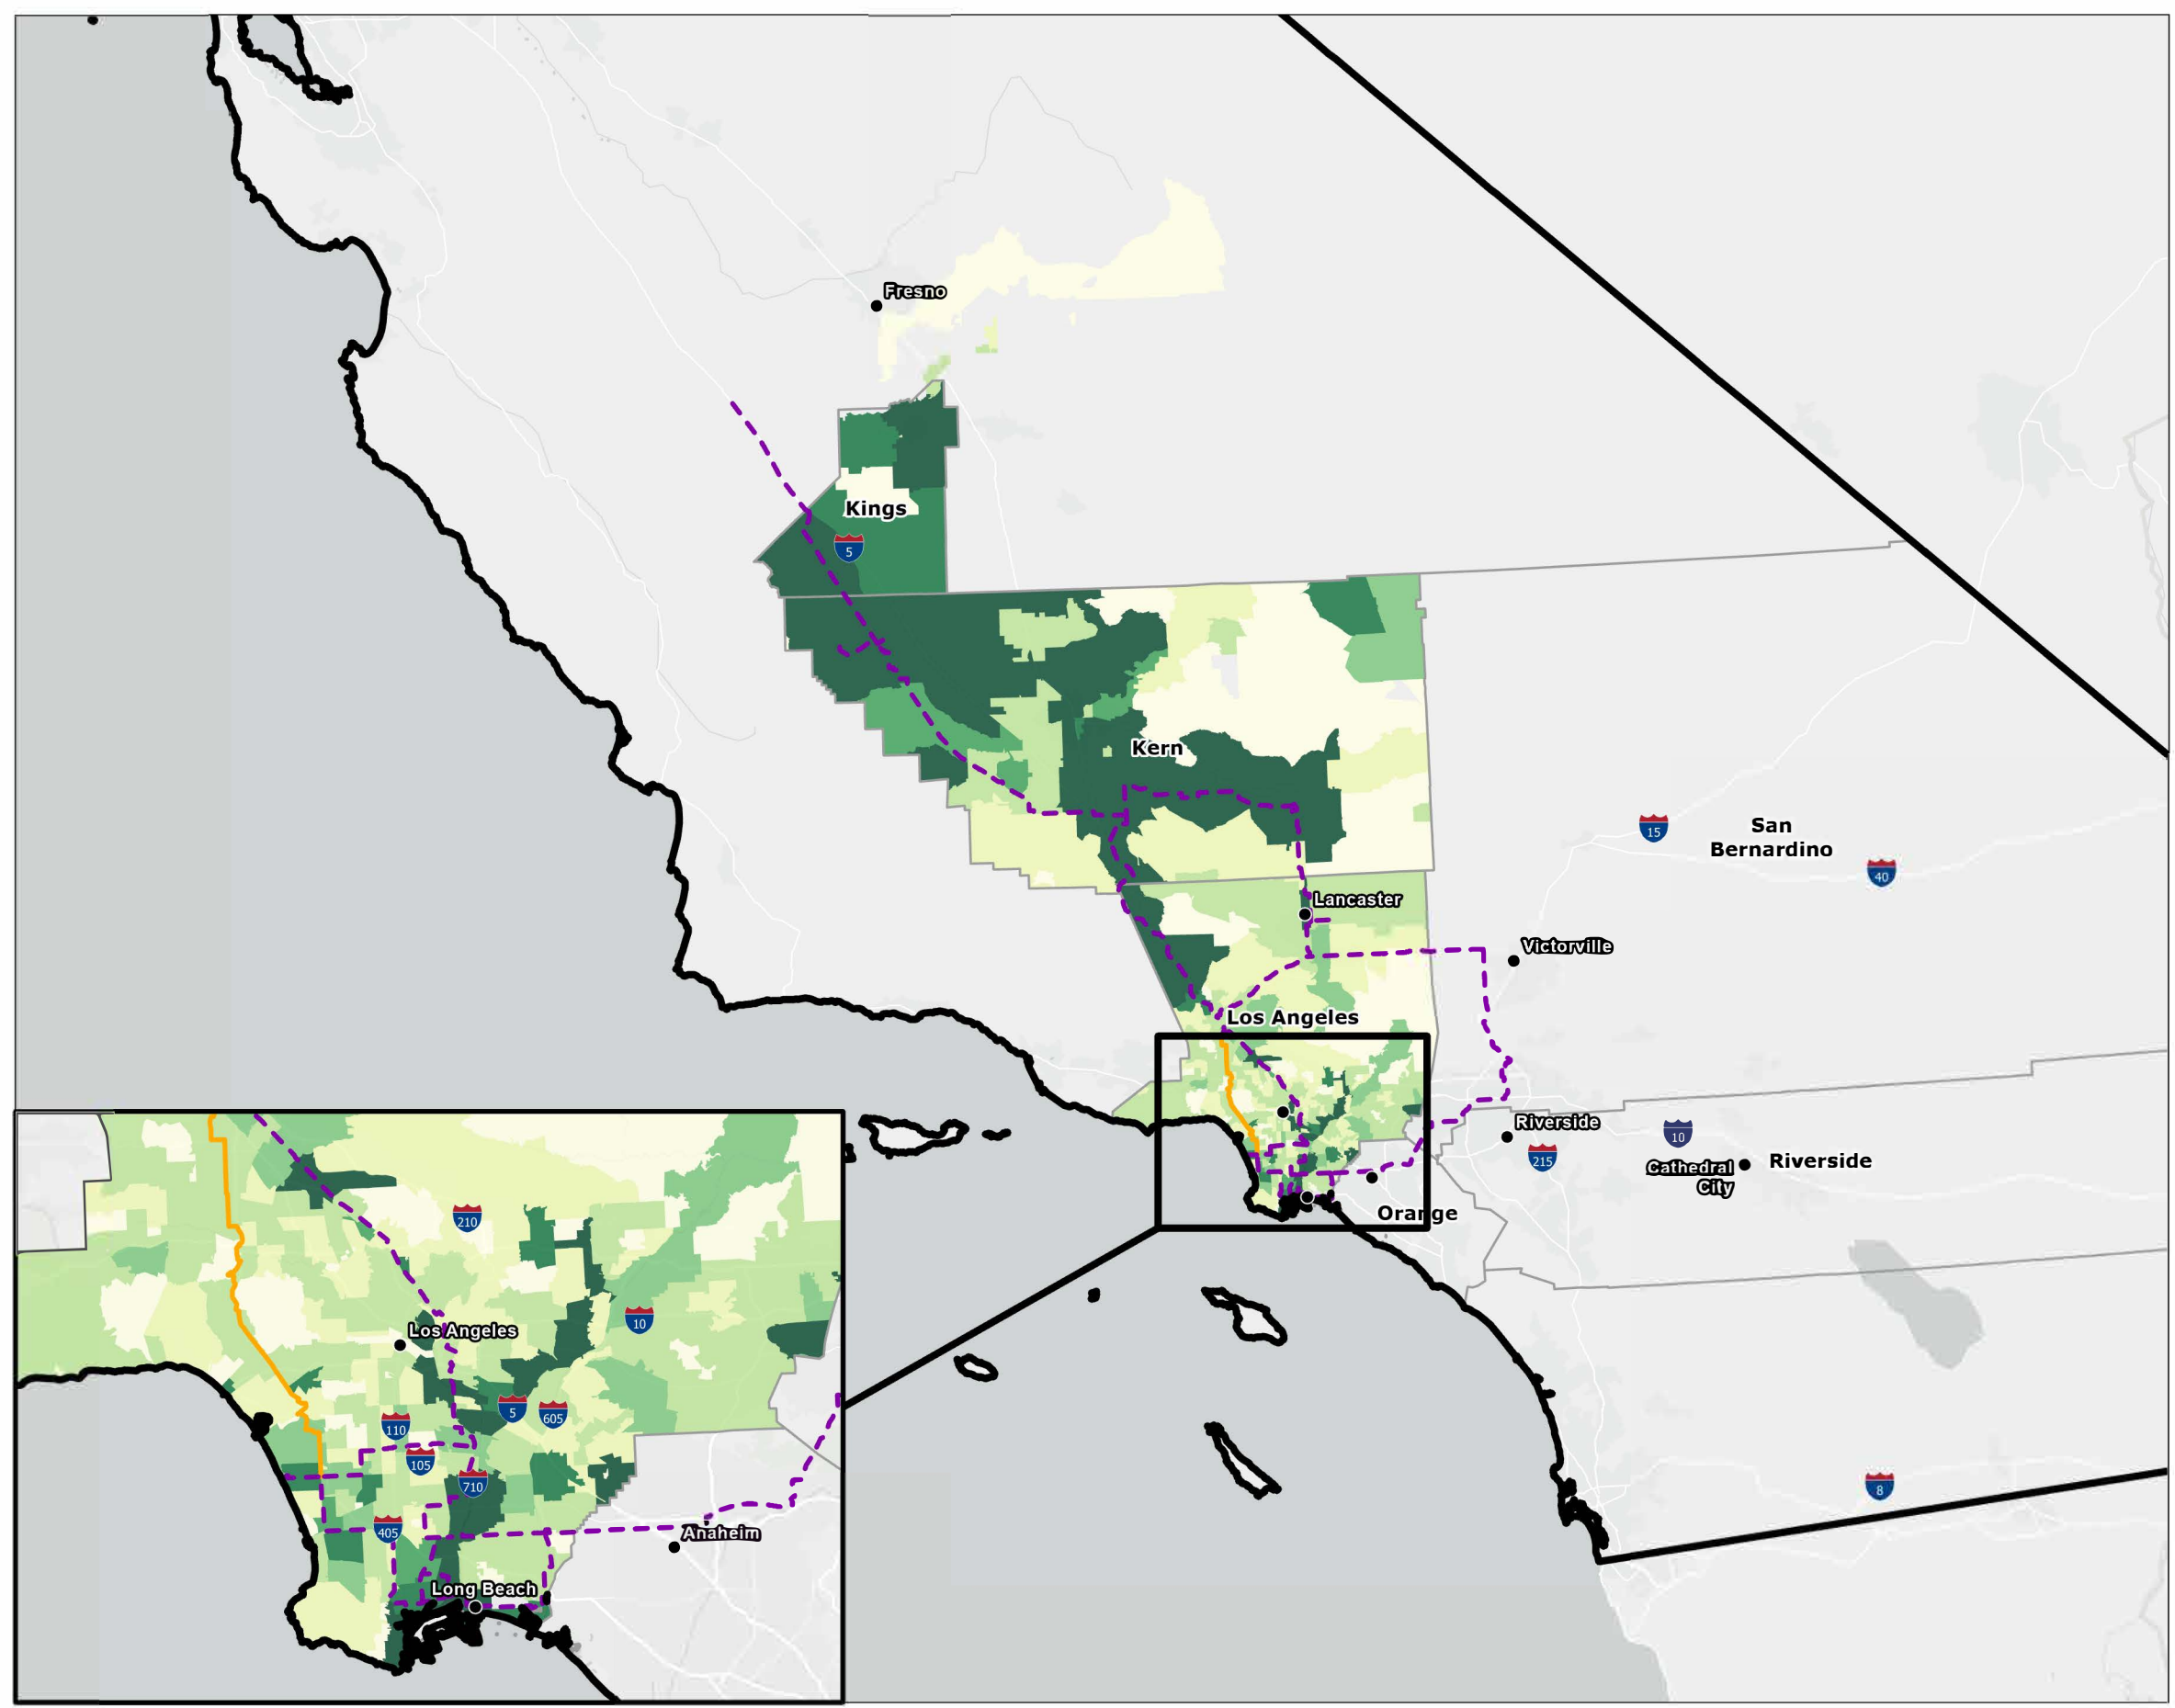 Fresno
Kings
5
Kern
15
San
Bernardino
40
Lancaster
Victorville
Los Angeles
Riverside
10
215
Cathedral
City
Riverside
Orange
210
10
Los Angeles
5
605
110
105
710
405
Anaheim
Long Beach
8